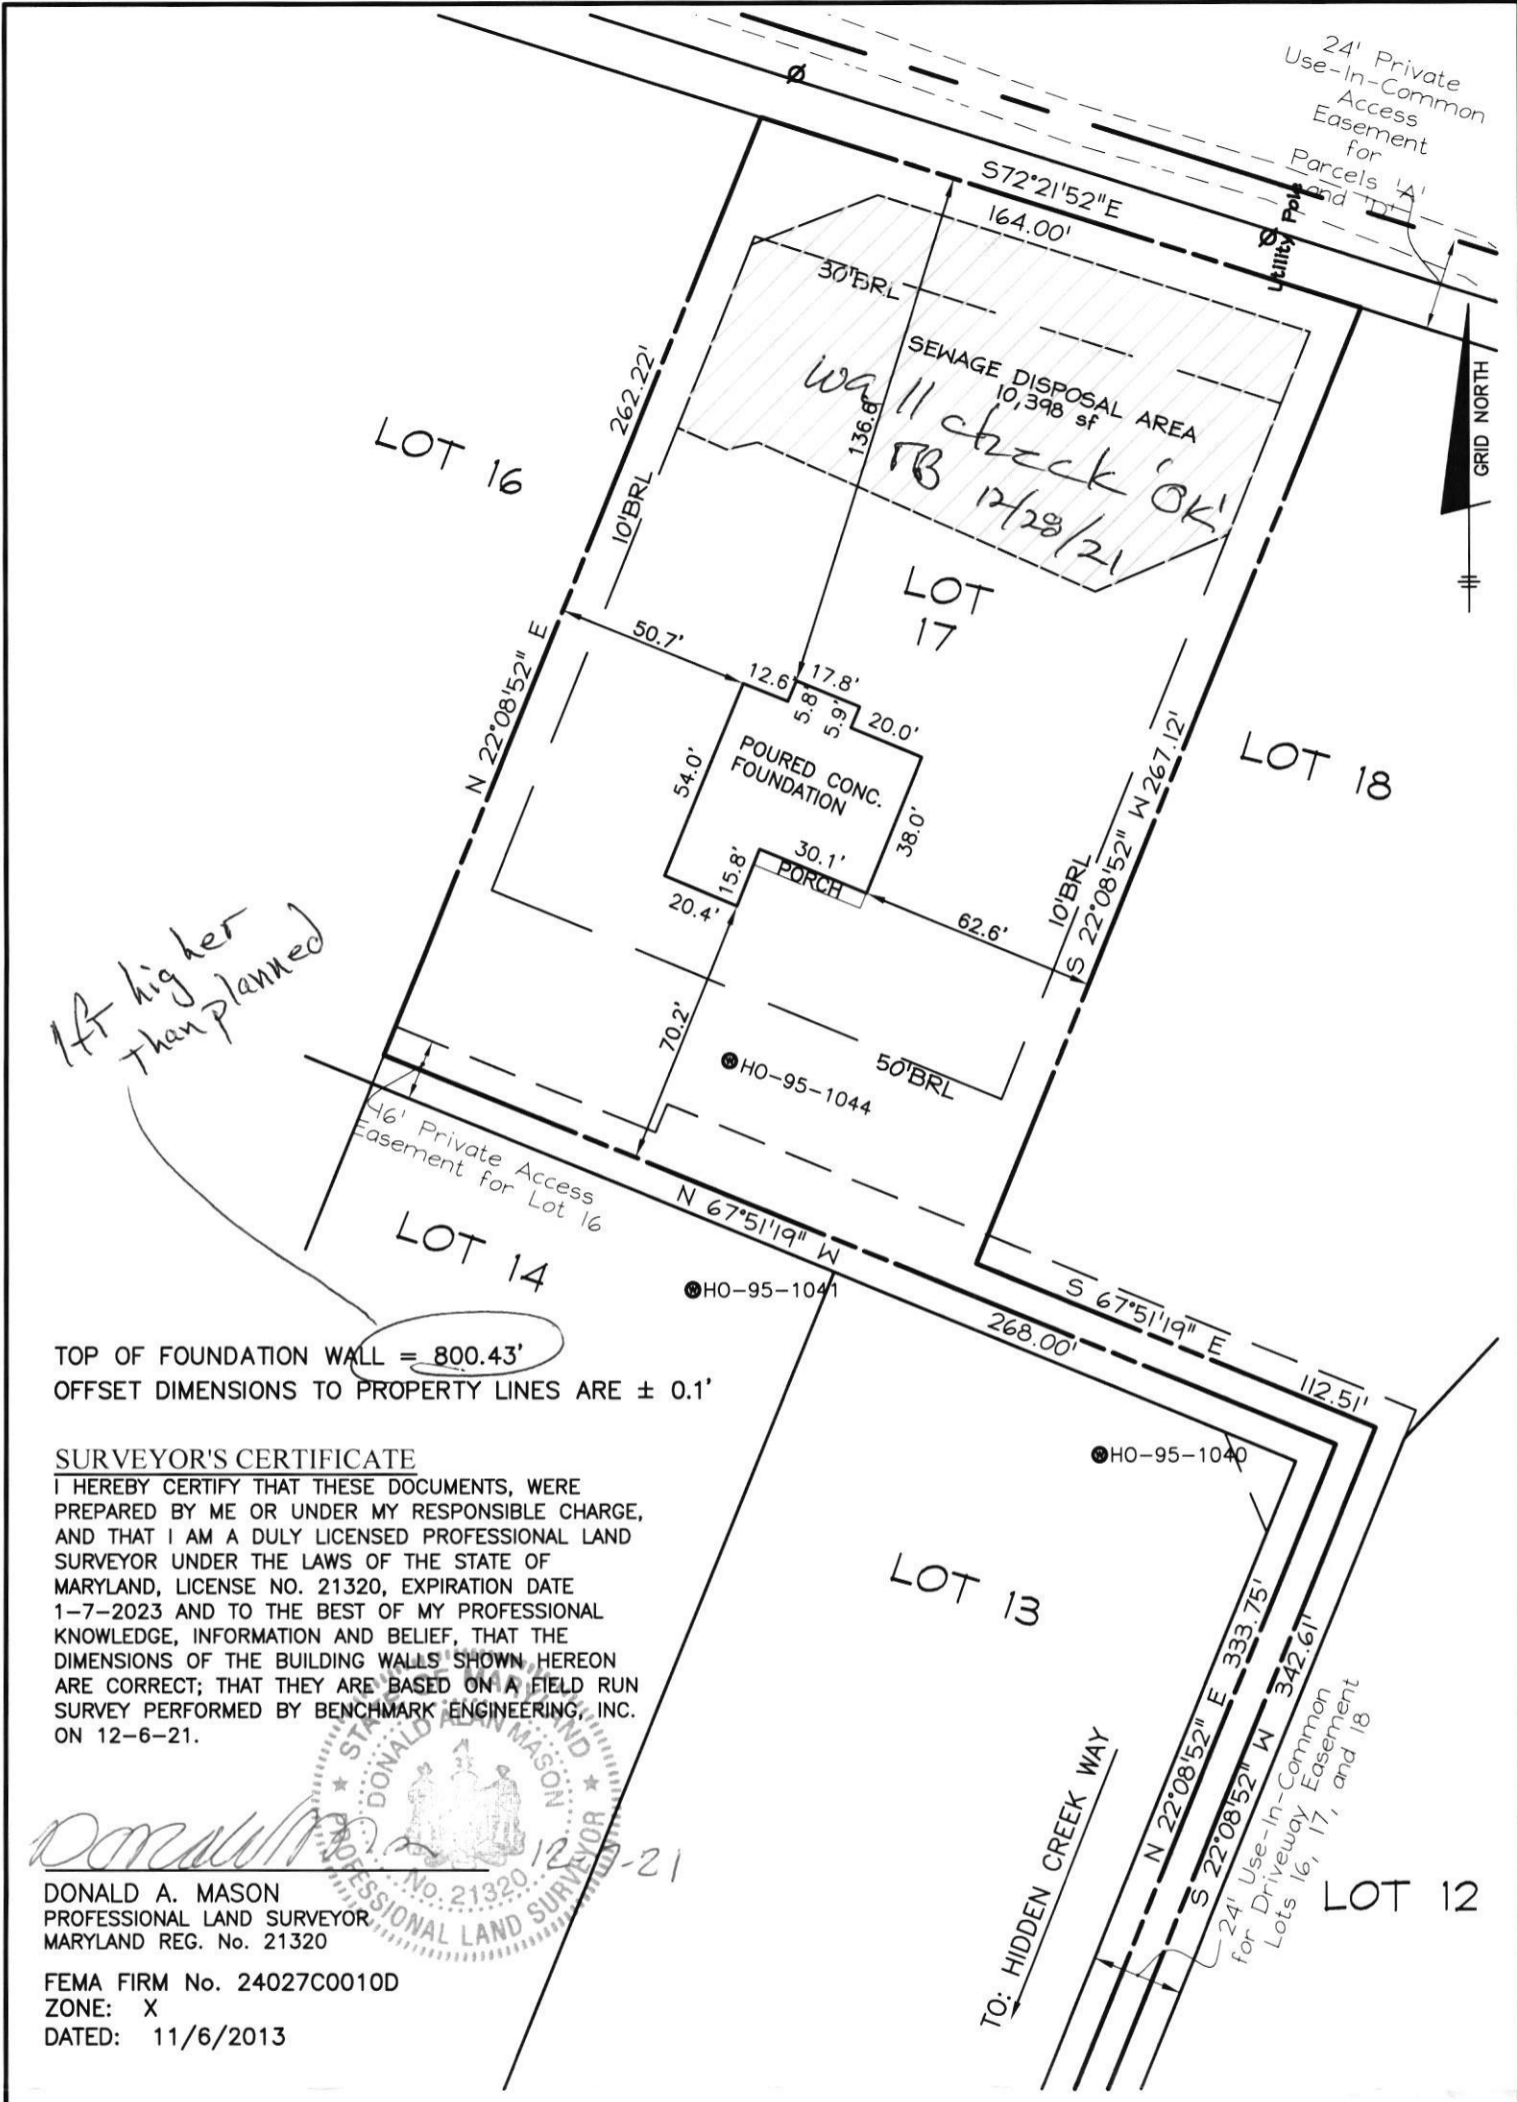 24' Private
Use-In-Common
Access
Easement
for
Parcels 'A'
and 'D'
S72°21'52"E
164.00'
Utility Pole
GRID NORTH
30'BRL
SEWAGE DISPOSAL AREA
10,398 sf
wall check 'OK'
12/28/21
136.6'
262.22'
LOT 16
10'BRL
LOT
17
50.7'
12.6'
17.8'
5.8'
5.9'
20.0'
N 22°08'52" E
POURED CONC.
FOUNDATION
54.0'
38.0'
30.1'
PORCH
15.8'
20.4'
62.6'
10'BRL
S 22°08'52" W 267.12'
LOT 18
1ft higher
than planned
70.2'
HO-95-1044
50'BRL
46' Private Access
Easement for Lot 16
N 67°51'19" W
LOT 14
HO-95-1041
268.00'
S 67°51'19" E
112.51'
TOP OF FOUNDATION WALL = 800.43'
OFFSET DIMENSIONS TO PROPERTY LINES ARE ± 0.1'
HO-95-1040
SURVEYOR'S CERTIFICATE
I HEREBY CERTIFY THAT THESE DOCUMENTS, WERE
PREPARED BY ME OR UNDER MY RESPONSIBLE CHARGE,
AND THAT I AM A DULY LICENSED PROFESSIONAL LAND
SURVEYOR UNDER THE LAWS OF THE STATE OF
MARYLAND, LICENSE NO. 21320, EXPIRATION DATE
1-7-2023 AND TO THE BEST OF MY PROFESSIONAL
KNOWLEDGE, INFORMATION AND BELIEF, THAT THE
DIMENSIONS OF THE BUILDING WALLS SHOWN HEREON
ARE CORRECT; THAT THEY ARE BASED ON A FIELD RUN
SURVEY PERFORMED BY BENCHMARK ENGINEERING, INC.
ON 12-6-21.
LOT 13
N 22°08'52" E 333.75'
S 22°08'52" W 342.61'
24' Use-In-Common
for Driveway Easement
Lots 16, 17, and 18
TO: HIDDEN CREEK WAY
LOT 12
STATE OF MARYLAND
DONALD ALAN MASON
No. 21320
PROFESSIONAL LAND SURVEYOR
DONALD A. MASON
PROFESSIONAL LAND SURVEYOR
MARYLAND REG. No. 21320
FEMA FIRM No. 24027C0010D
ZONE: X
DATED: 11/6/2013